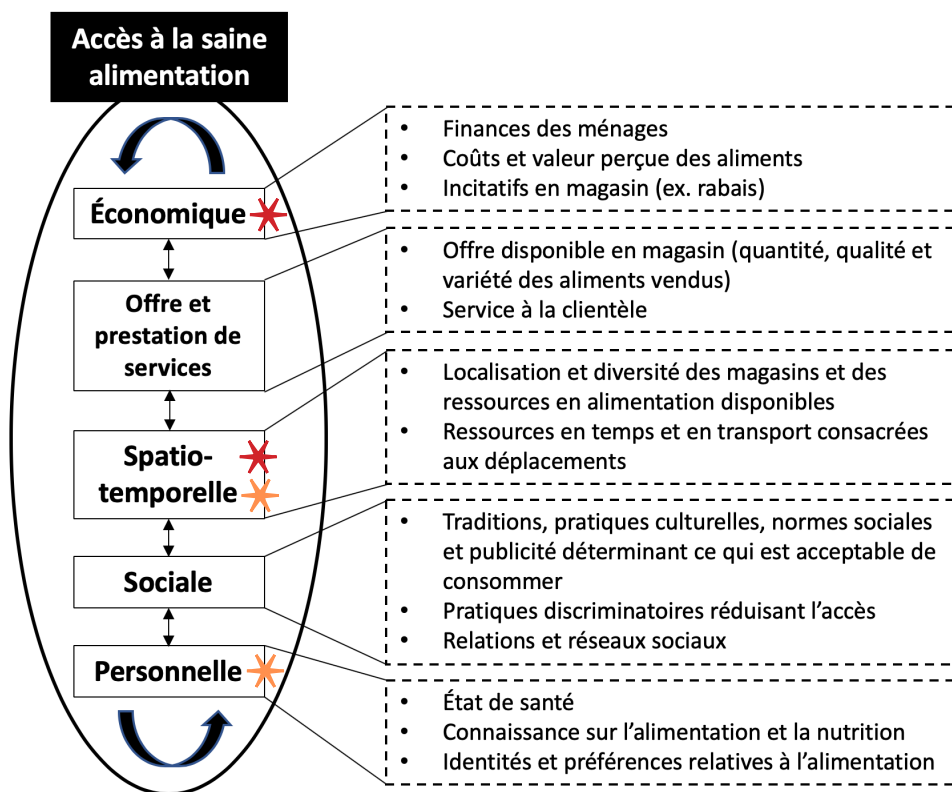 Accès à la saine
alimentation
Économique
• Finances des ménages
• Coûts et valeur perçue des aliments
• Incitatifs en magasin (ex. rabais)
Offre et
prestation de
services
• Offre disponible en magasin (quantité, qualité et
variété des aliments vendus)
• Service à la clientèle
Spatio-
temporelle
• Localisation et diversité des magasins et des
ressources en alimentation disponibles
• Ressources en temps et en transport consacrées
aux déplacements
Sociale
• Traditions, pratiques culturelles, normes sociales
et publicité déterminant ce qui est acceptable de
consommer
• Pratiques discriminatoires réduisant l’accès
• Relations et réseaux sociaux
Personnelle
• État de santé
• Connaissance sur l’alimentation et la nutrition
• Identités et préférences relatives à l’alimentation